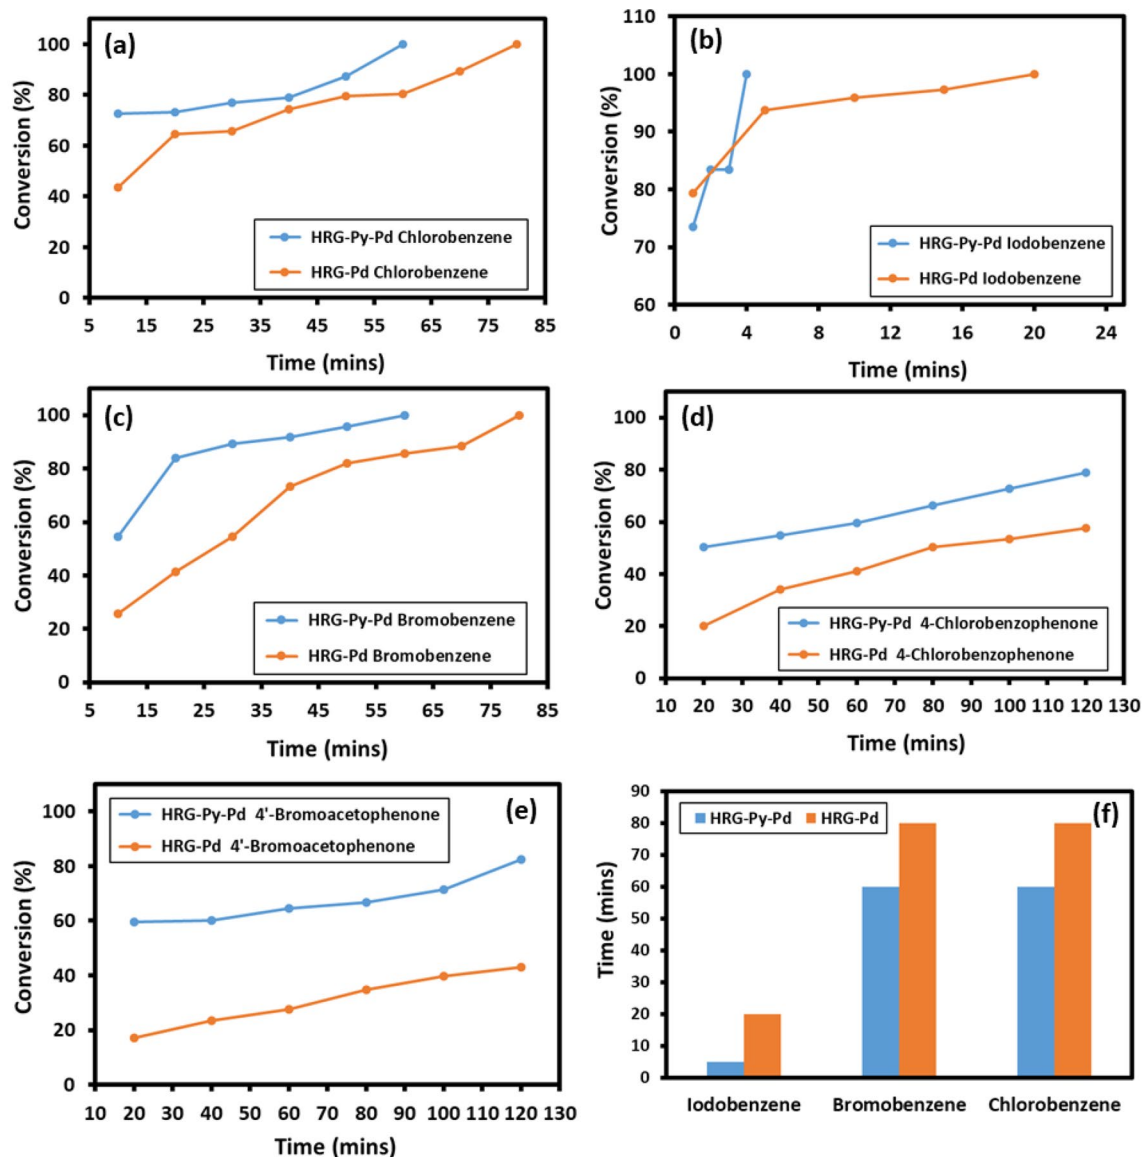 (a)
Conversion (%)
100
80
60
40
20
0
HRG-Py-Pd Chlorobenzene
HRG-Pd Chlorobenzene
5 15 25 35 45 55 65 75 85
Time (mins)
(b)
Conversion (%)
110
100
90
80
70
60
HRG-Py-Pd Iodobenzene
HRG-Pd Iodobenzene
0 4 8 12 16 20 24
Time (mins)
(c)
Conversion (%)
100
80
60
40
20
0
HRG-Py-Pd Bromobenzene
HRG-Pd Bromobenzene
5 15 25 35 45 55 65 75 85
Time (mins)
(d)
Conversion (%)
100
80
60
40
20
0
HRG-Py-Pd 4-Chlorobenzophenone
HRG-Pd 4-Chlorobenzophenone
10 20 30 40 50 60 70 80 90 100 110 120 130
Time (mins)
(e)
Conversion (%)
100
80
60
40
20
0
HRG-Py-Pd 4'-Bromoacetophenone
HRG-Pd 4'-Bromoacetophenone
10 20 30 40 50 60 70 80 90 100 110 120 130
Time (mins)
(f)
Time (mins)
90
80
70
60
50
40
30
20
10
0
HRG-Py-Pd HRG-Pd
Iodobenzene Bromobenzene Chlorobenzene